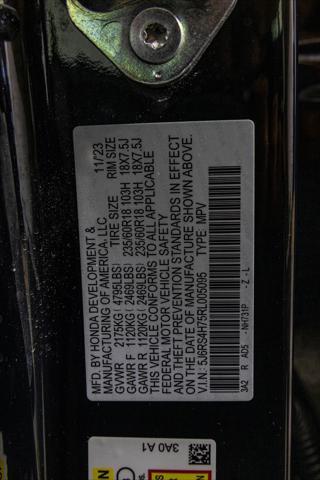 MFD. BY HONDA DEVELOPMENT & 11/23
MANUFACTURING OF AMERICA, LLC
TIRE SIZE RIM SIZE
GVWR 2175KG ( 4795LBS)
GAWR F 1120KG ( 2469LBS) 235/60R18 103H 18X7.5J
GAWR R 1120KG ( 2469LBS) 235/60R18 103H 18X7.5J
THIS VEHICLE CONFORMS TO ALL APPLICABLE
FEDERAL MOTOR VEHICLE SAFETY
AND THEFT PREVENTION STANDARDS IN EFFECT
ON THE DATE OF MANUFACTURE SHOWN ABOVE.
V.I.N.: 5J6RS4H75RL005095 TYPE: MPV
3A2 R AD5 -NH731P -Z-L
3A0 A1